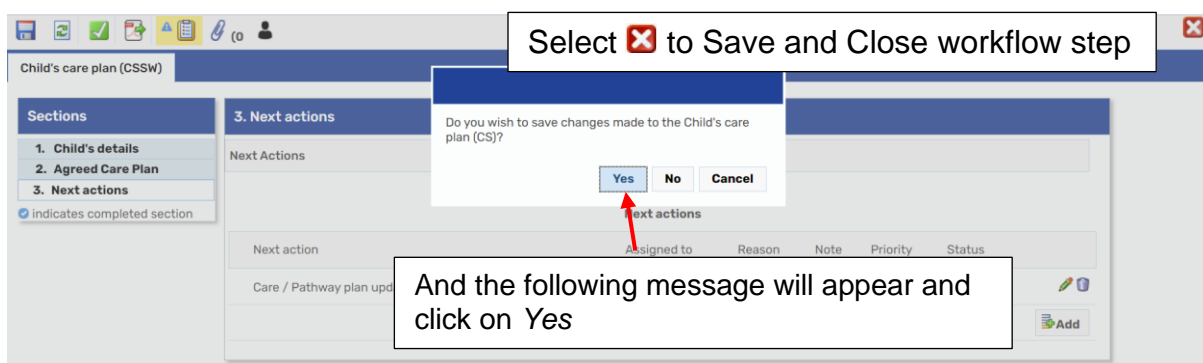 (0
Select to Save and Close workflow step
Child's care plan (CSSW)
Sections
1. Child's details
2. Agreed Care Plan
3. Next actions
indicates completed section
3. Next actions
Next Actions
Do you wish to save changes made to the Child's care
plan (CS)?
Yes No Cancel
Next actions
Next action Assigned to Reason Note Priority Status
Care / Pathway plan upd
And the following message will appear and
click on Yes
Add